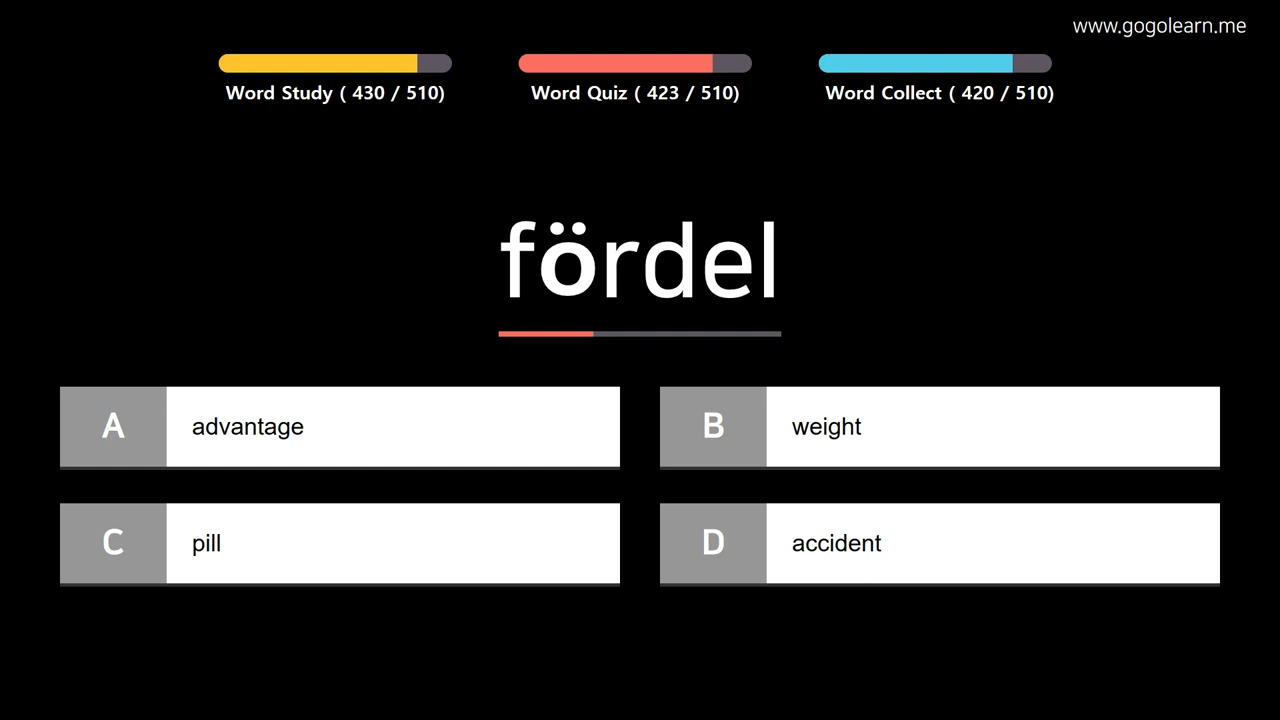 www.gogolearn.me
Word Study ( 430 / 510)
Word Quiz ( 423 / 510)
Word Collect ( 420 / 510)
fördel
A advantage
B weight
C pill
D accident